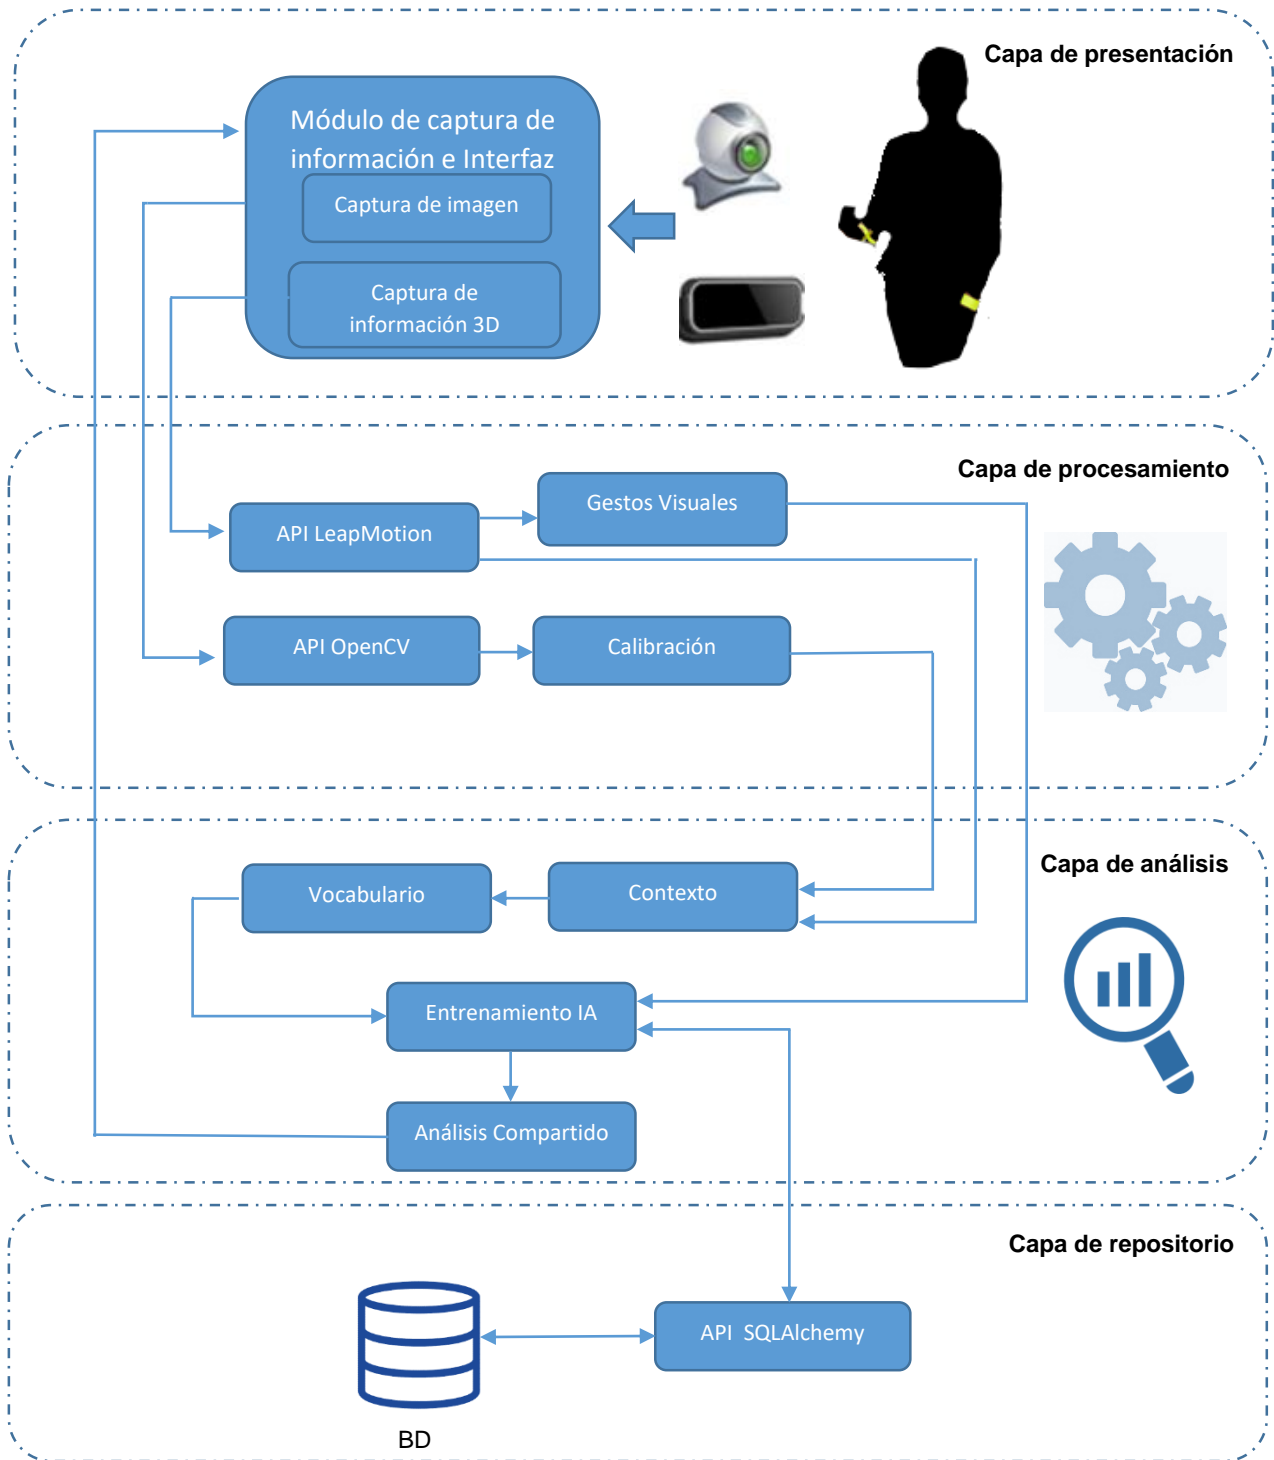 Capa de presentación
Módulo de captura de
información e Interfaz
Captura de imagen
Captura de
información 3D
Capa de procesamiento
Gestos Visuales
API LeapMotion
API OpenCV
Calibración
Capa de análisis
Vocabulario
Contexto
Entrenamiento IA
Análisis Compartido
Capa de repositorio
API SQLAlchemy
BD